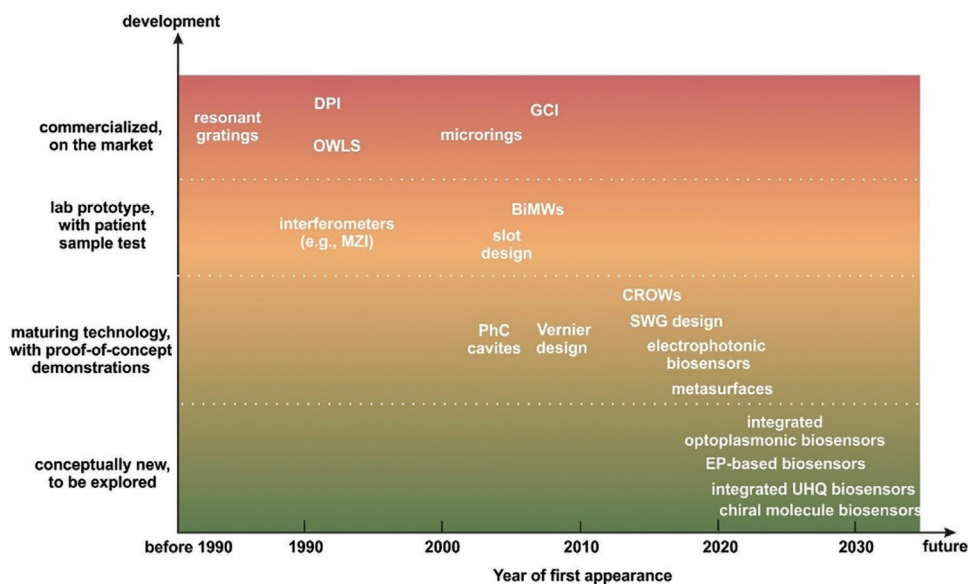 development
commercialized,
on the market
resonant
gratings
DPI
OWLS
microrings
GCI
lab prototype,
with patient
sample test
interferometers
(e.g., MZI)
BiMWs
slot
design
maturing technology,
with proof-of-concept
demonstrations
PhC
cavites
Vernier
design
CROWs
SWG design
electrophotonic
biosensors
metasurfaces
conceptually new,
to be explored
integrated
optoplasmonic biosensors
EP-based biosensors
integrated UHQ biosensors
chiral molecule biosensors
before 1990 1990 2000 2010 2020 2030 future
Year of first appearance